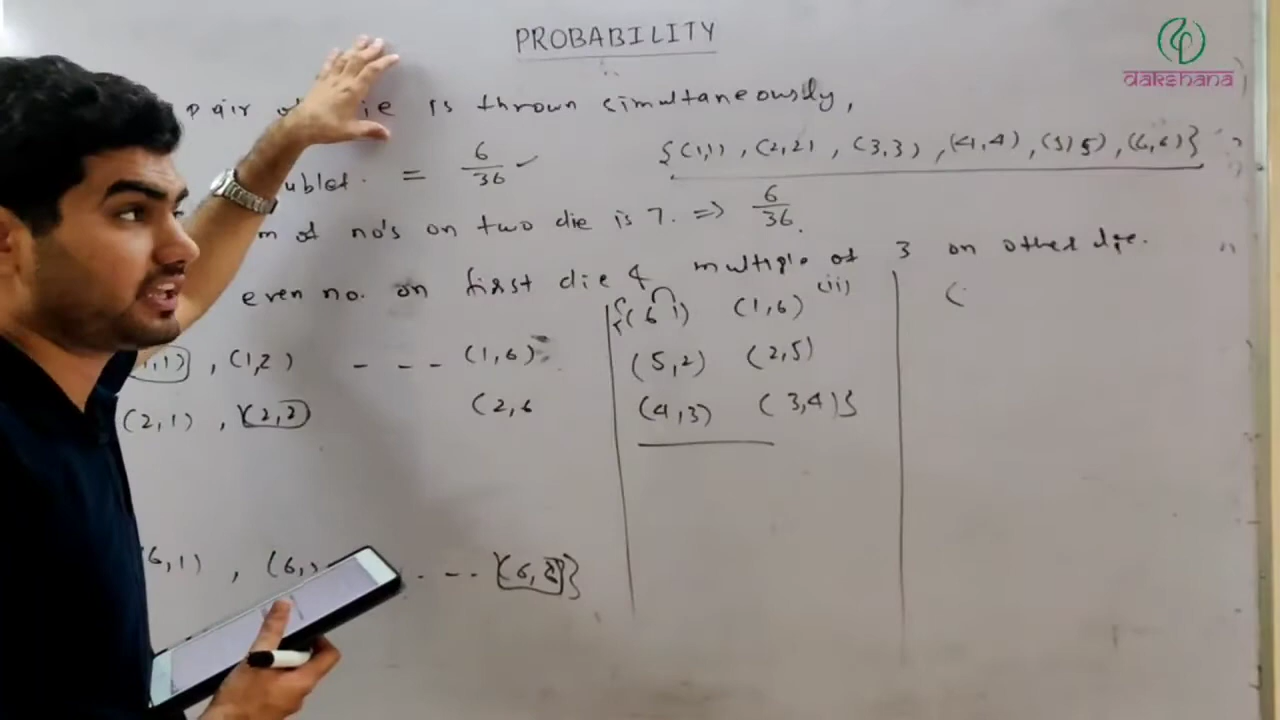 PROBABILITY
dakshana
pair is thrown simultaneously,
{(1,1), (2,2), (3,3), (4,4), (5,5), (6,6)}
ublet. = 6/36 ✓
m of no's on two die is 7. => 6/36.
even no. on first die & multiple of 3 on other die.
{(6 1) (1,6) (ii) (
,1), (1,2) - - - (1,6)
(5,2) (2,5)
(2,1), (2,2) (2,6
(4,3) (3,4)}
6,1), (6, . --- (6,6)}